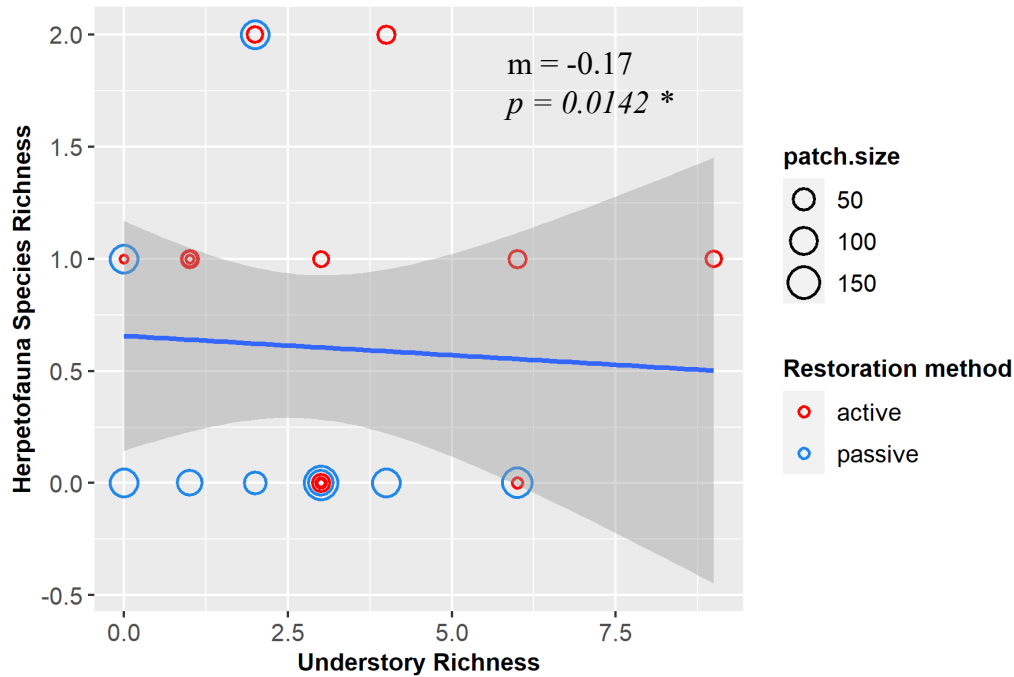 2.0
1.5
1.0
0.5
0.0
-0.5
Herpetofauna Species Richness
m = -0.17
p = 0.0142 *
0.0 2.5 5.0 7.5
Understory Richness
patch.size
50
100
150
Restoration method
active
passive